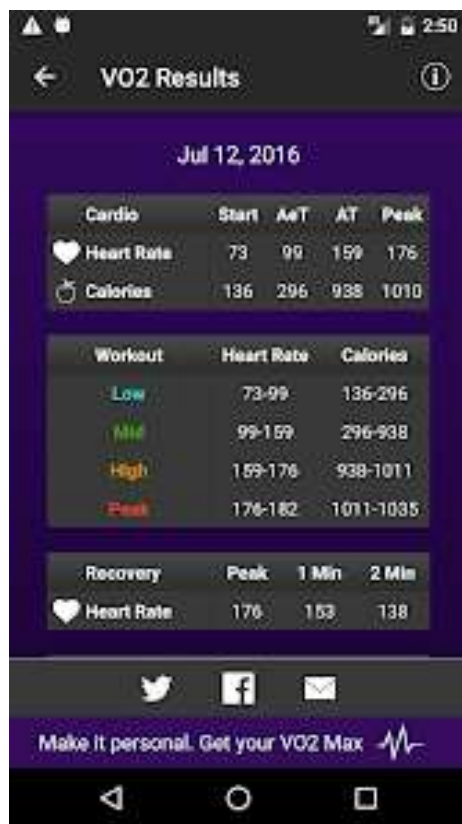 2:50
VO2 Results
Jul 12, 2016
Cardio Start AeT AT Peak
Heart Rate 73 99 159 176
Calories 136 296 938 1010
Workout Heart Rate Calories
Low 73-99 136-296
Mid 99-159 296-938
High 159-176 938-1011
Peak 176-182 1011-1035
Recovery Peak 1 Min 2 Min
Heart Rate 176 153 138
Make it personal. Get your VO2 Max